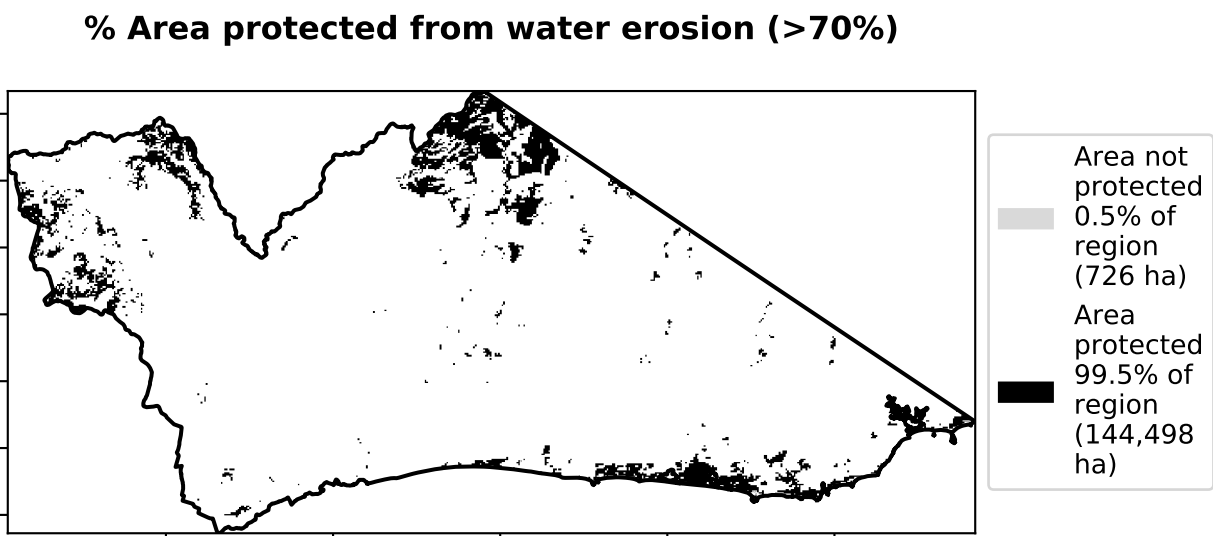 % Area protected from water erosion (>70%)
Area not
protected
0.5% of
region
(726 ha)
Area
protected
99.5% of
region
(144,498
ha)